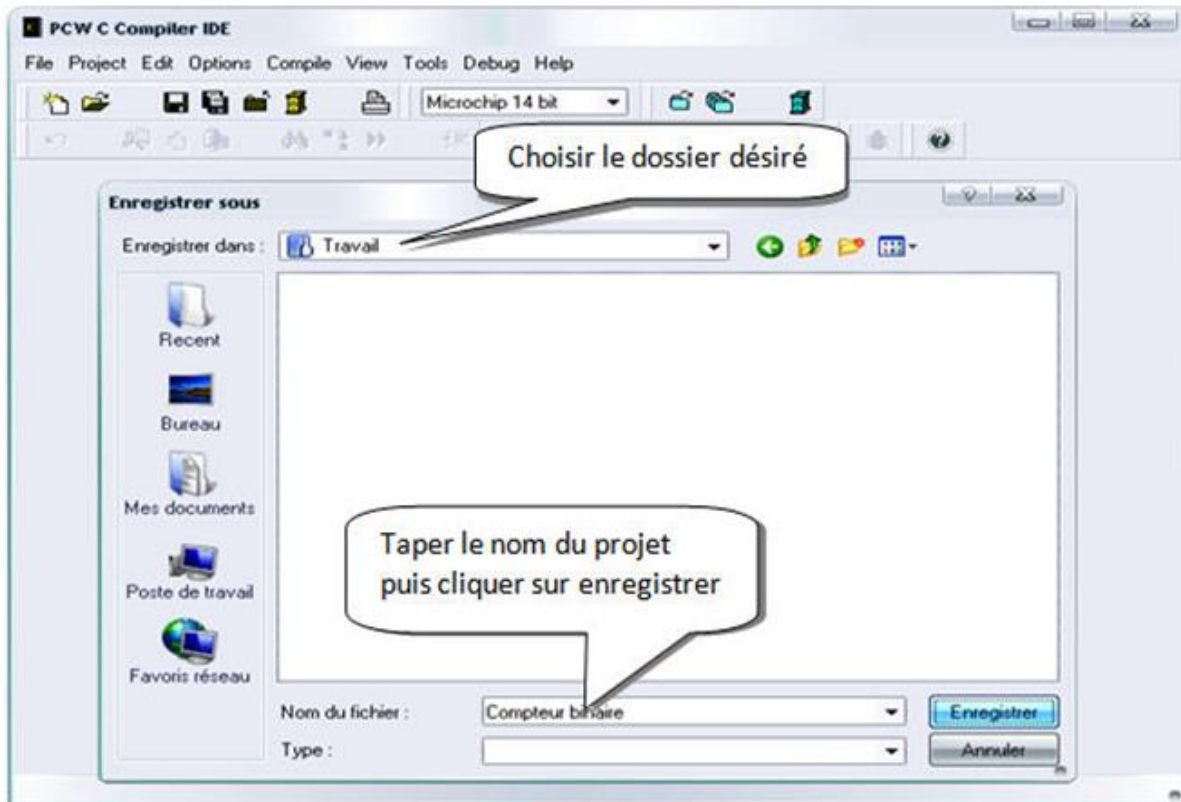 PCW C Compiler IDE
File Project Edit Options Compile View Tools Debug Help
Microchip 14 bit
Choisir le dossier désiré
Enregistrer sous
Enregistrer dans :
Travail
Recent
Bureau
Mes documents
Poste de travail
Favoris réseau
Taper le nom du projet
puis cliquer sur enregistrer
Nom du fichier :
Compteur binaire
Enregistrer
Type :
Annuler